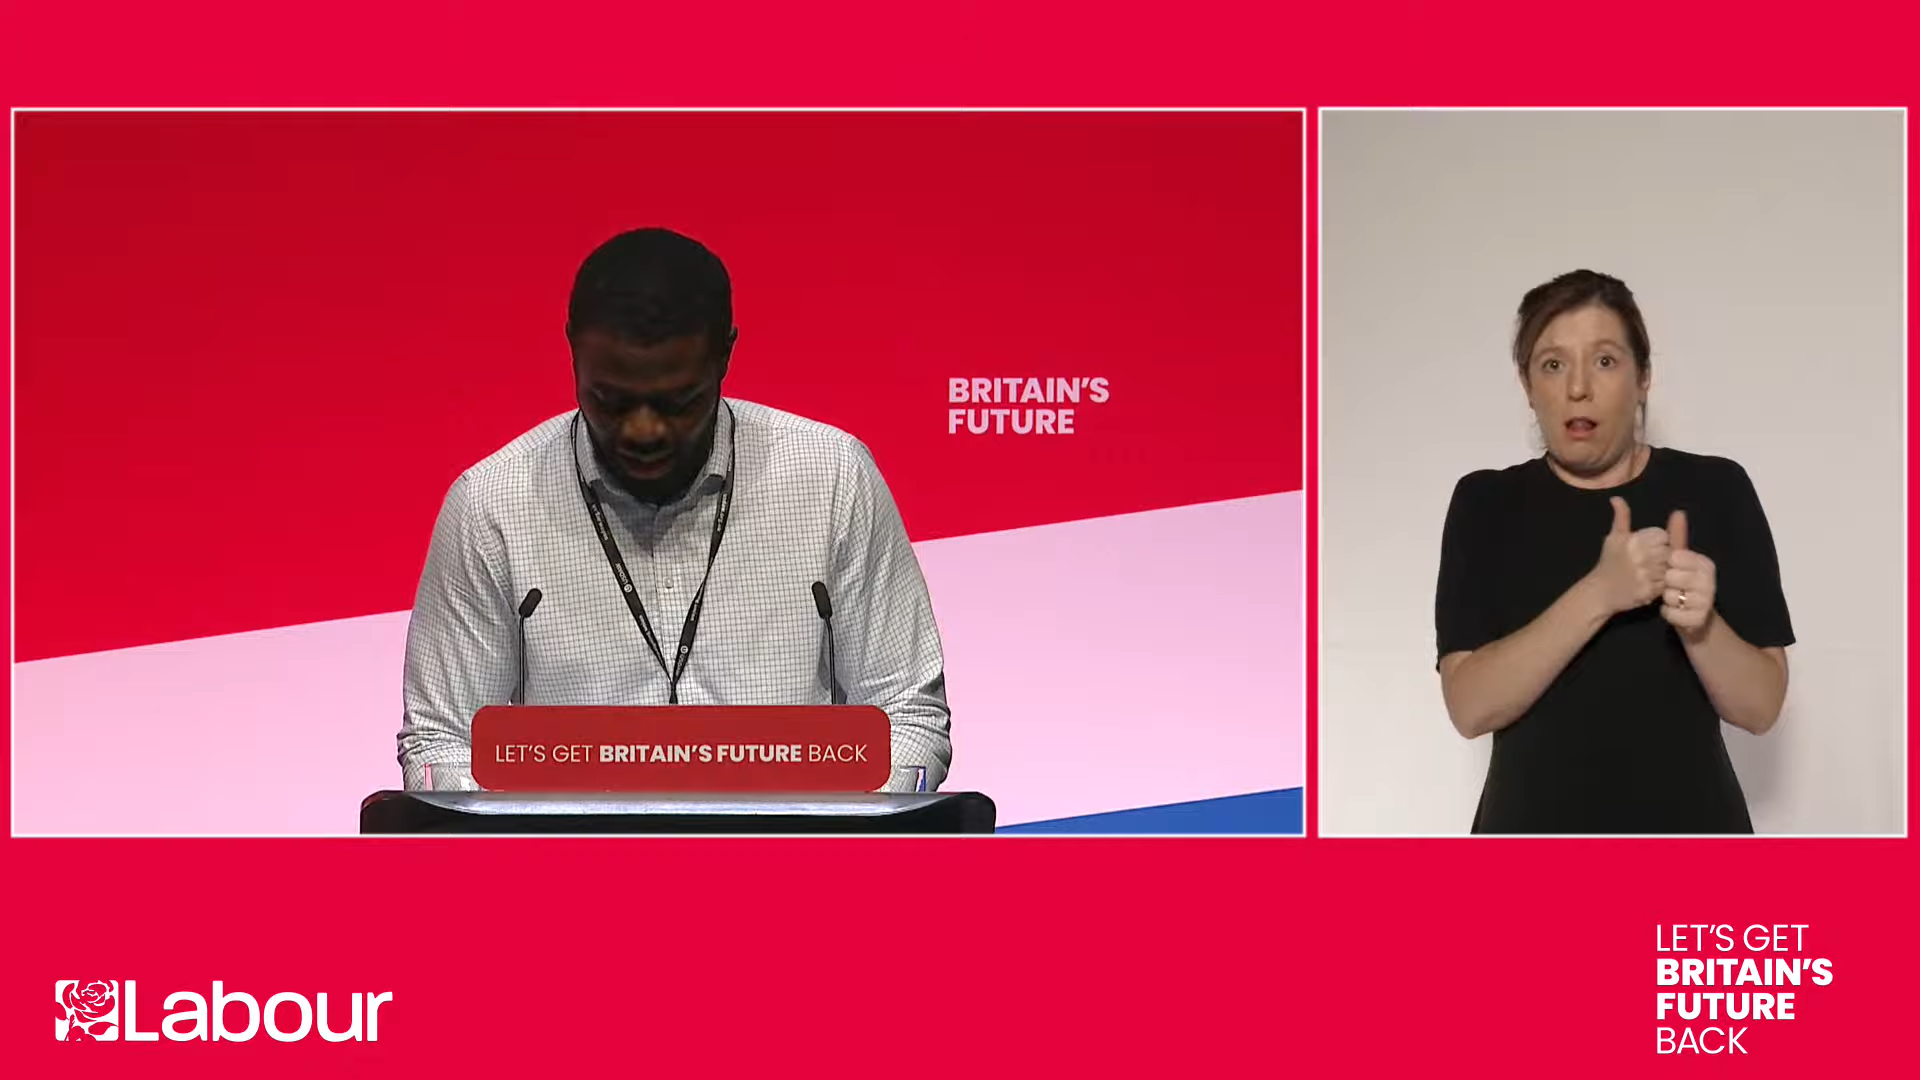 BRITAIN'S
FUTURE
LET'S GET BRITAIN'S FUTURE BACK
Labour
LET'S GET
BRITAIN'S
FUTURE
BACK